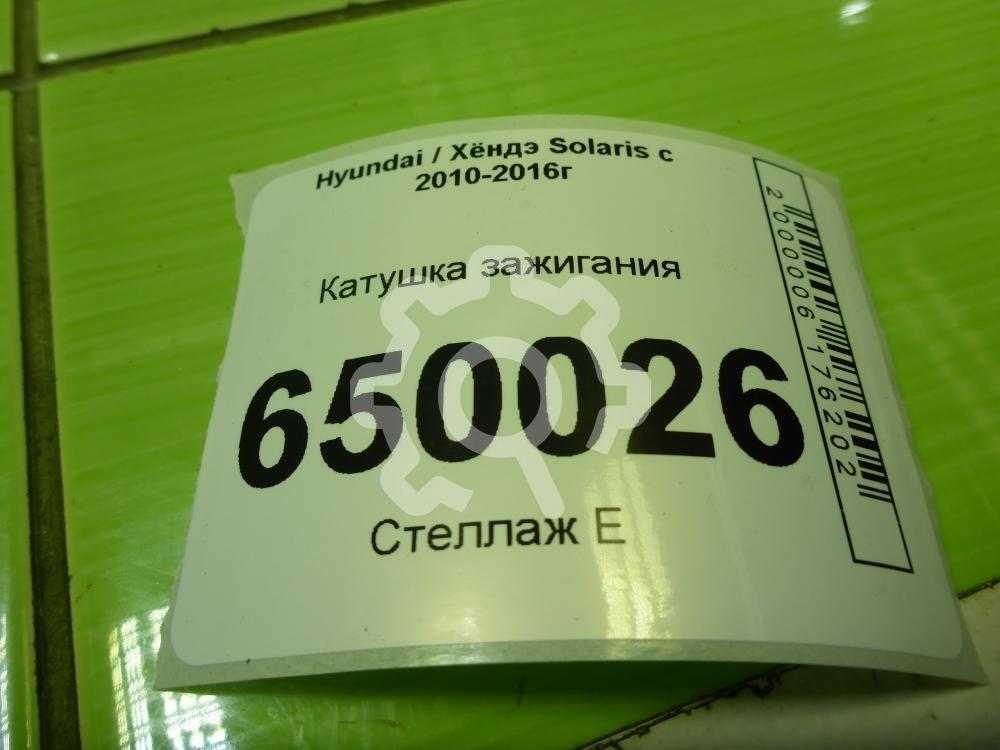 Hyundai / Хёндэ Solaris с
2010-2016г
Катушка зажигания
650026
Стеллаж Е
2000006176202